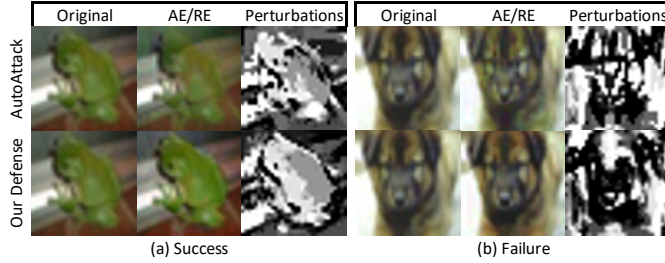 Original AE/RE Perturbations Original AE/RE Perturbations
AutoAttack
Our Defense
(a) Success (b) Failure